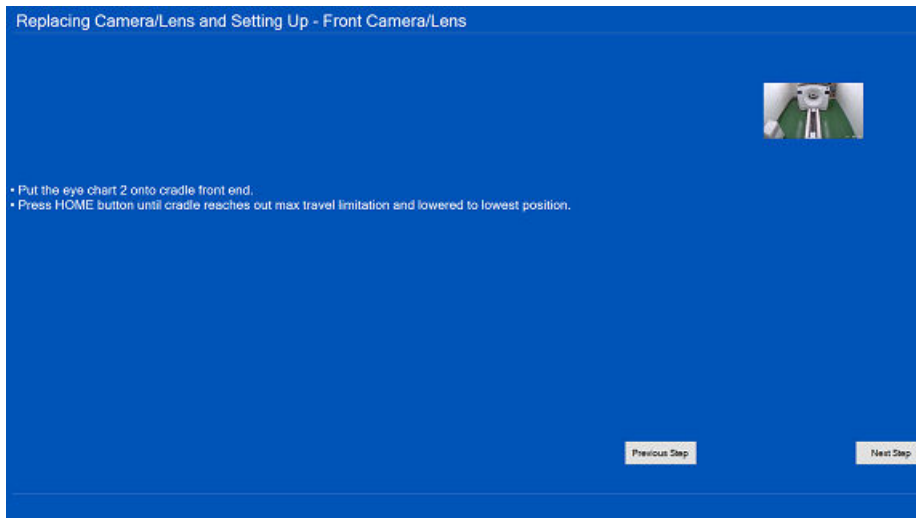 Replacing Camera/Lens and Setting Up - Front Camera/Lens
• Put the eye chart 2 onto cradle front end.
• Press HOME button until cradle reaches out max travel limitation and lowered to lowest position.
Previous Step
Next Step